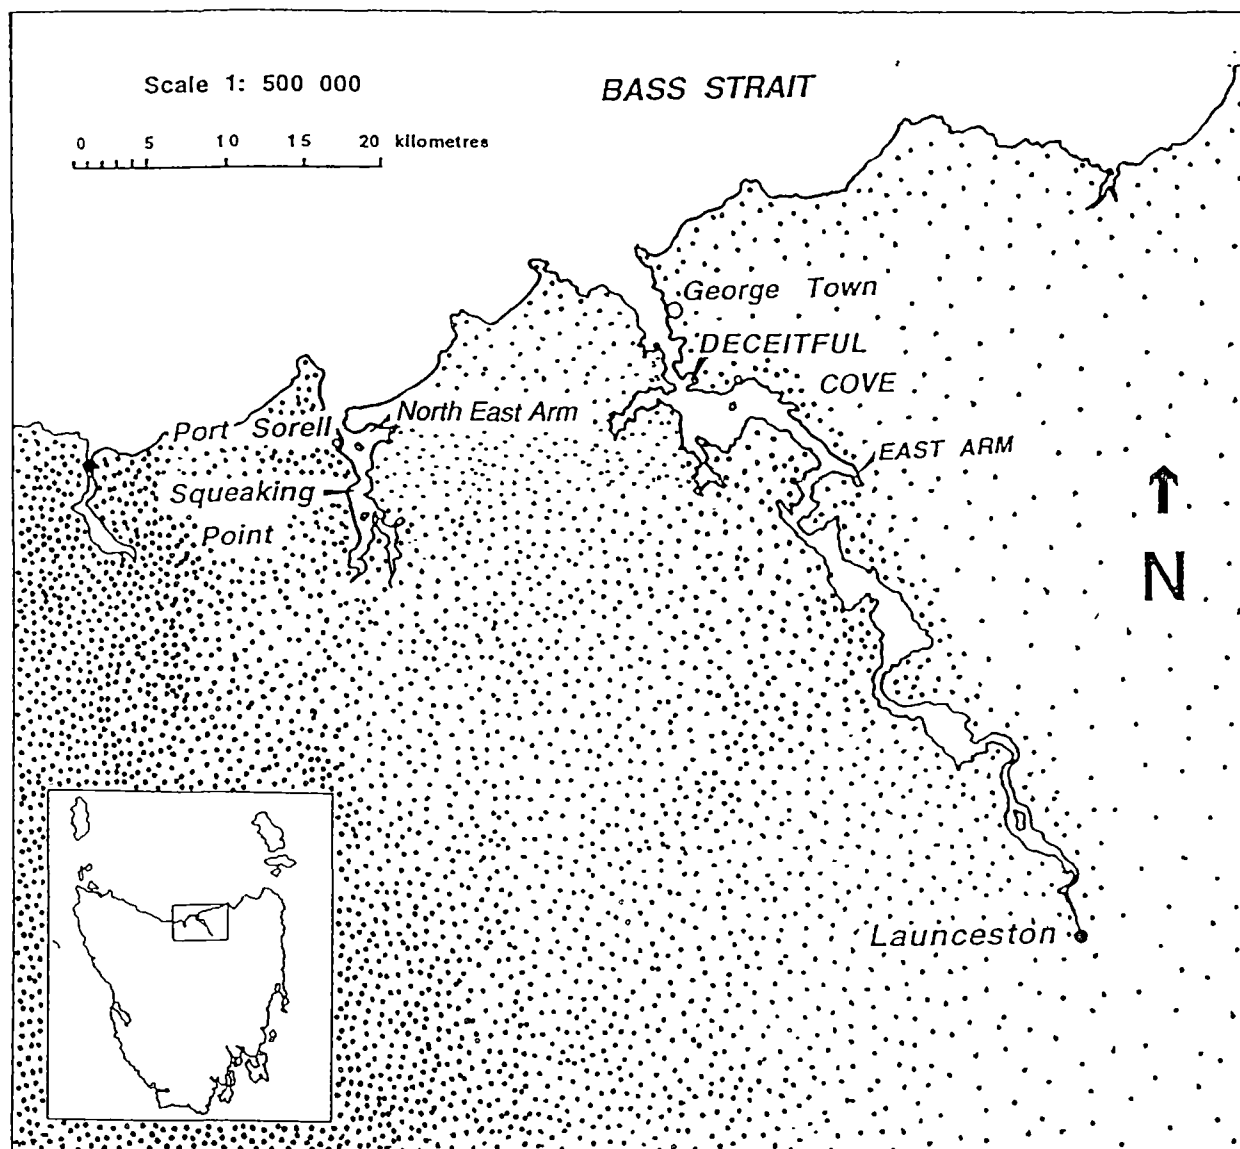 Scale 1: 500 000
BASS STRAIT
0 5 10 15 20 kilometres
George Town
DECEITFUL
COVE
North East Arm
Port Sorell
EAST ARM
Squeaking
Point
N
Launceston